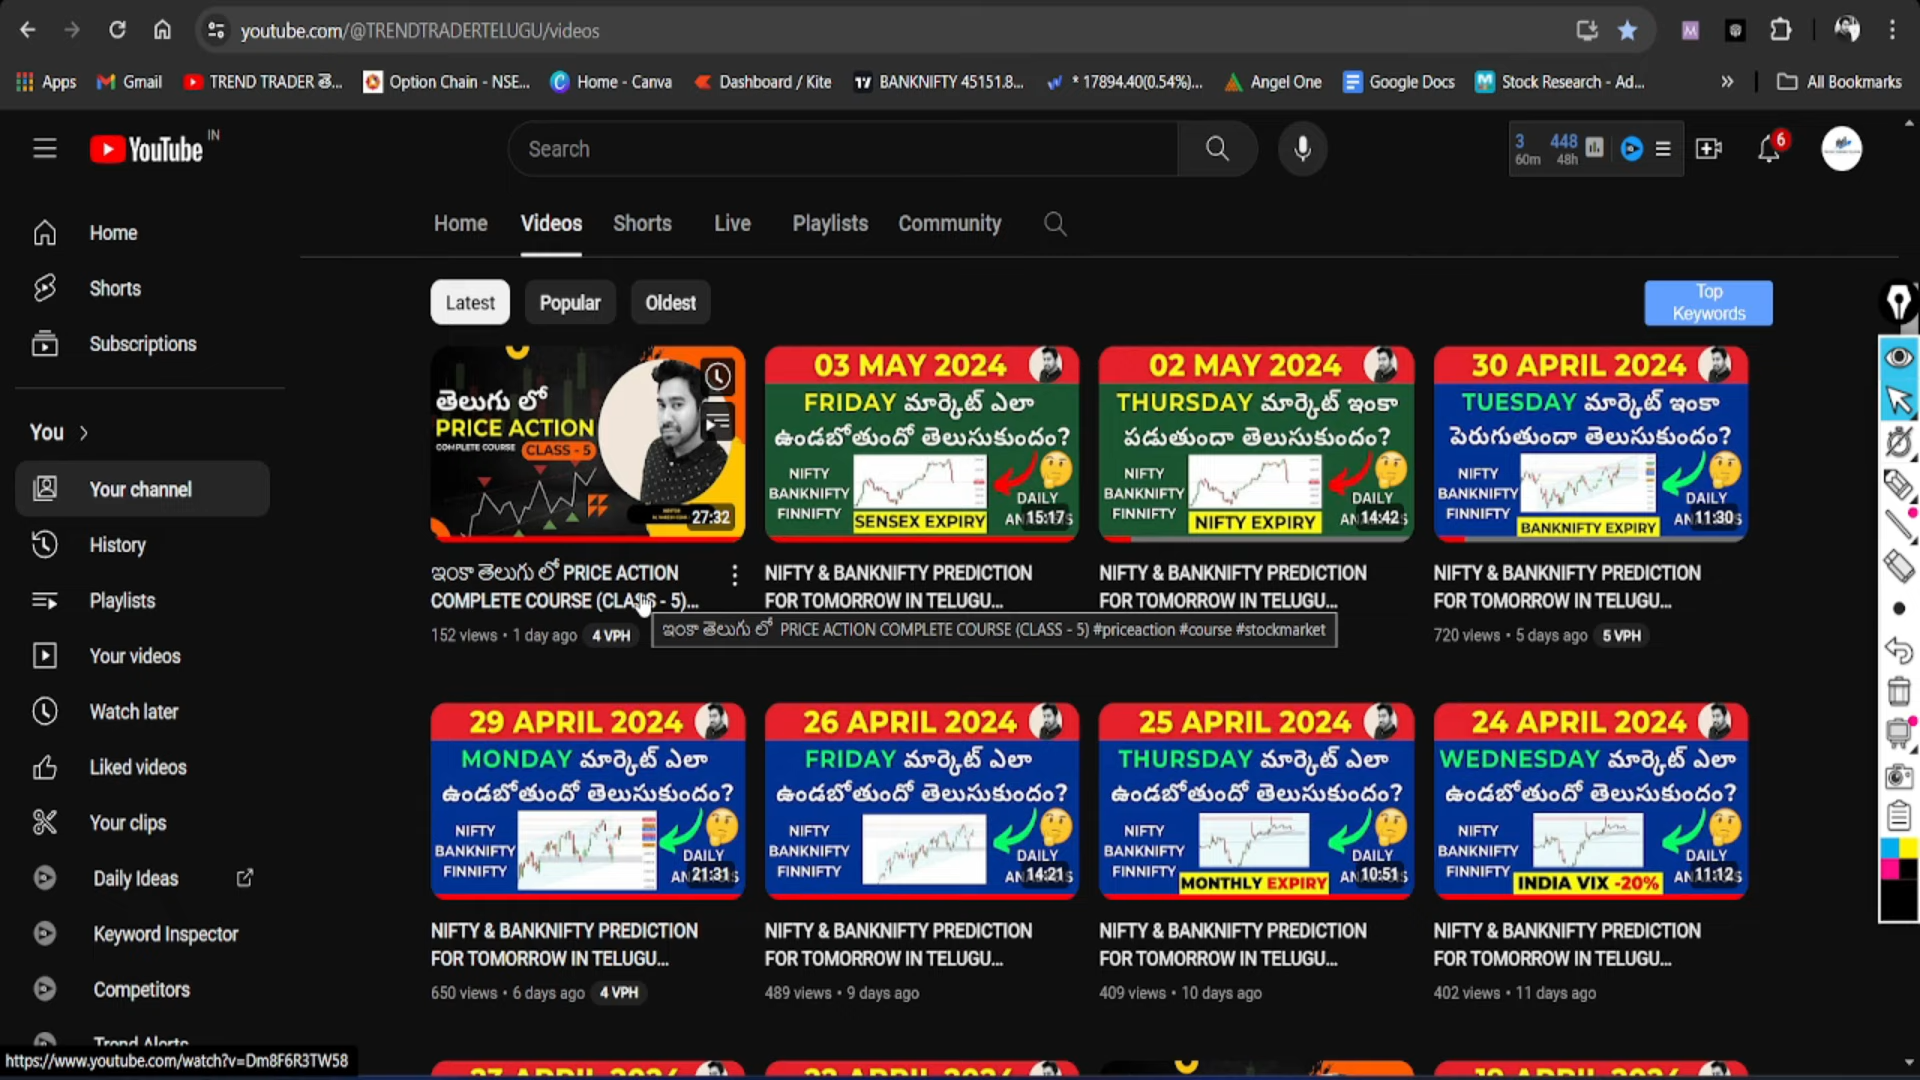 youtube.com/@TRENDTRADERTELUGU/videos
Apps
Gmail
TREND TRADER తె...
Option Chain - NSE...
Home - Canva
Dashboard / Kite
BANKNIFTY 45151.8...
* 17894.40(0.54%)...
Angel One
Google Docs
Stock Research - Ad...
All Bookmarks
YouTube IN
Search
3 60m
448 48h
6
Home
Shorts
Subscriptions
You
Your channel
History
Playlists
Your videos
Watch later
Liked videos
Your clips
Daily Ideas
Keyword Inspector
Competitors
Trend Alerts
https://www.youtube.com/watch?v=Dm8F6R3TW58
Home Videos Shorts Live Playlists Community
Latest Popular Oldest
Top
Keywords
తెలుగు లో
PRICE ACTION
COMPLETE COURSE CLASS - 5
27:32
ఇంకా తెలుగు లో PRICE ACTION
COMPLETE COURSE (CLASS - 5)...
152 views • 1 day ago 4 VPH
03 MAY 2024
FRIDAY మార్కెట్ ఎలా
ఉండబోతుందో తెలుసుకుందం?
NIFTY
BANKNIFTY
FINNIFTY
SENSEX EXPIRY
DAILY
15:17
NIFTY & BANKNIFTY PREDICTION
FOR TOMORROW IN TELUGU...
02 MAY 2024
THURSDAY మార్కెట్ ఇంకా
పడుతుందా తెలుసుకుందం?
NIFTY
BANKNIFTY
FINNIFTY
NIFTY EXPIRY
DAILY
14:42
NIFTY & BANKNIFTY PREDICTION
FOR TOMORROW IN TELUGU...
ఇంకా తెలుగు లో PRICE ACTION COMPLETE COURSE (CLASS - 5) #priceaction #course #stockmarket
30 APRIL 2024
TUESDAY మార్కెట్ ఇంకా
పెరుగుతుందా తెలుసుకుందం?
NIFTY
BANKNIFTY
FINNIFTY
BANKNIFTY EXPIRY
DAILY
11:30
NIFTY & BANKNIFTY PREDICTION
FOR TOMORROW IN TELUGU...
720 views • 5 days ago 5 VPH
29 APRIL 2024
MONDAY మార్కెట్ ఎలా
ఉండబోతుందో తెలుసుకుందం?
NIFTY
BANKNIFTY
FINNIFTY
DAILY
21:31
NIFTY & BANKNIFTY PREDICTION
FOR TOMORROW IN TELUGU...
650 views • 6 days ago 4 VPH
26 APRIL 2024
FRIDAY మార్కెట్ ఎలా
ఉండబోతుందో తెలుసుకుందం?
NIFTY
BANKNIFTY
FINNIFTY
DAILY
14:21
NIFTY & BANKNIFTY PREDICTION
FOR TOMORROW IN TELUGU...
489 views • 9 days ago
25 APRIL 2024
THURSDAY మార్కెట్ ఎలా
ఉండబోతుందో తెలుసుకుందం?
NIFTY
BANKNIFTY
FINNIFTY
MONTHLY EXPIRY
DAILY
10:51
NIFTY & BANKNIFTY PREDICTION
FOR TOMORROW IN TELUGU...
409 views • 10 days ago
24 APRIL 2024
WEDNESDAY మార్కెట్ ఎలా
ఉండబోతుందో తెలుసుకుందం?
NIFTY
BANKNIFTY
FINNIFTY
INDIA VIX -20%
DAILY
11:12
NIFTY & BANKNIFTY PREDICTION
FOR TOMORROW IN TELUGU...
402 views • 11 days ago